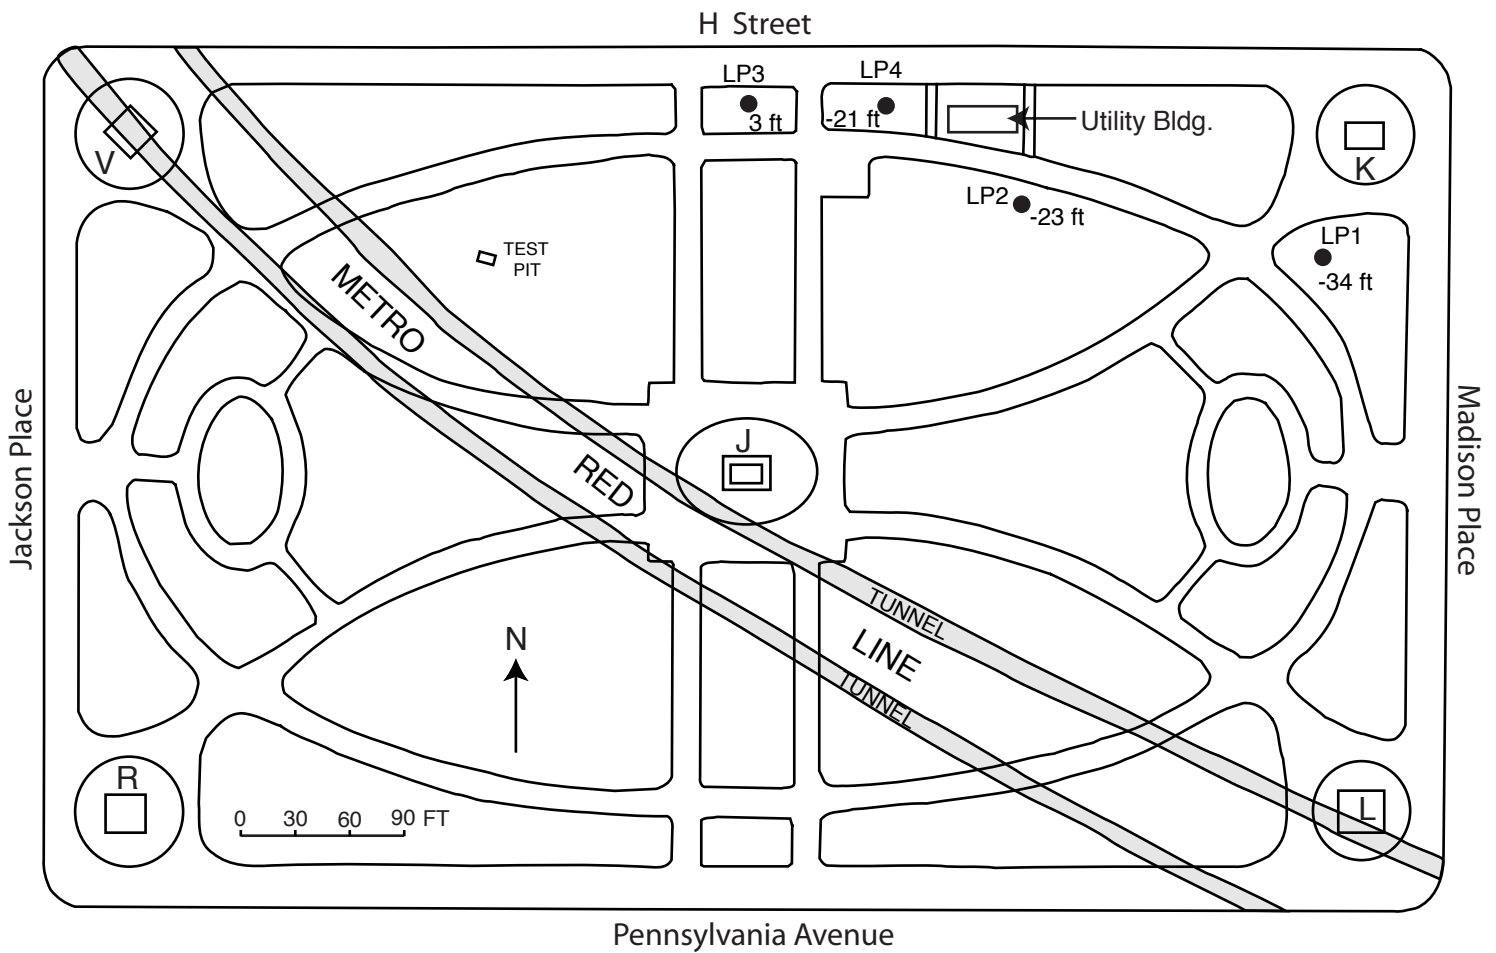 H Street
LP3
LP4
3 ft
-21 ft
Utility Bldg.
V
K
LP2
-23 ft
LP1
-34 ft
TEST
PIT
METRO
Jackson Place
Madison Place
J
RED
TUNNEL
LINE
TUNNEL
N
R
L
0 30 60 90 FT
Pennsylvania Avenue